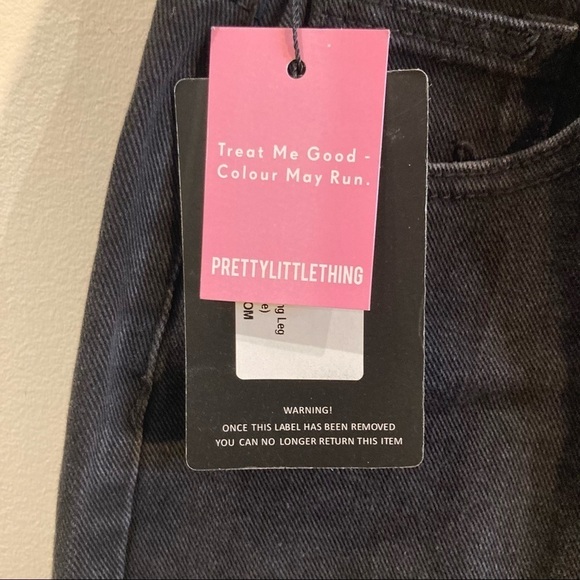 Treat Me Good -
Colour May Run.
PRETTYLITTLETHING
Leg
WARNING!
ONCE THIS LABEL HAS BEEN REMOVED
YOU CAN NO LONGER RETURN THIS ITEM